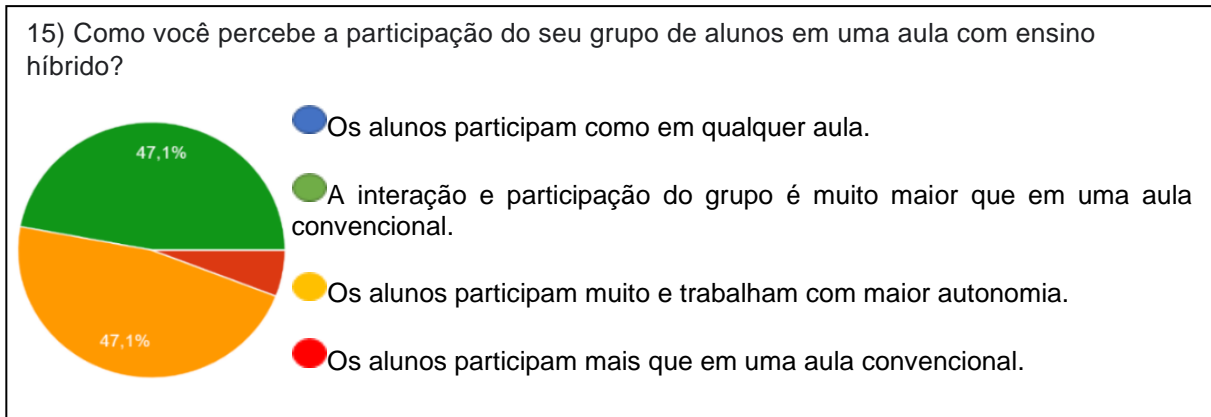 15) Como você percebe a participação do seu grupo de alunos em uma aula com ensino
híbrido?
Os alunos participam como em qualquer aula.
47,1%
A interação e participação do grupo é muito maior que em uma aula
convencional.
Os alunos participam muito e trabalham com maior autonomia.
47,1%
Os alunos participam mais que em uma aula convencional.